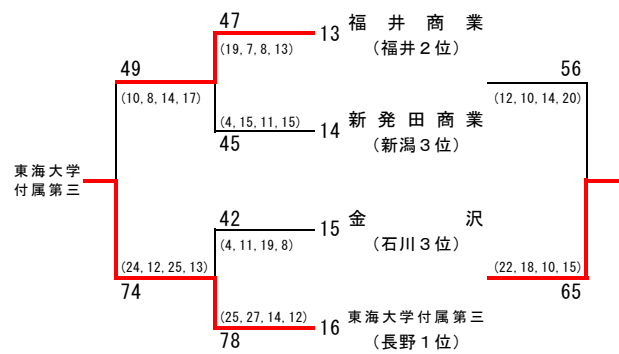 47
13 福井商業
(19, 7, 8, 13)
(福井２位)
49
56
(10, 8, 14, 17)
(12, 10, 14, 20)
(4, 15, 11, 15)
14 新発田商業
45
(新潟３位)
東海大学
付属第三
42
15 金沢
(4, 11, 19, 8)
(石川３位)
(24, 12, 25, 13)
(22, 18, 10, 15)
74
65
(25, 27, 14, 12)
16 東海大学付属第三
78
(長野１位)